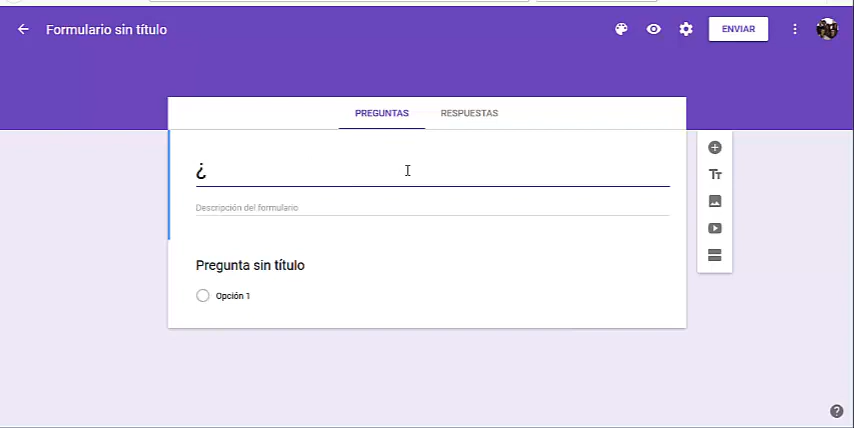 Formulario sin título
ENVIAR
PREGUNTAS RESPUESTAS
¿
Descripción del formulario
Pregunta sin título
Opción 1